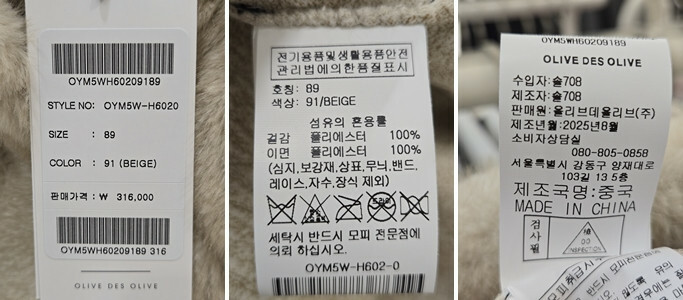 OYM5WH60209189
STYLE NO: OYM5W-H6020
SIZE : 89
COLOR : 91 (BEIGE)
판매가격 : ₩ 316,000
OYM5WH60209189 316
OLIVE DES OLIVE
전기용품및생활용품안전
관리법에의한품질표시
호칭: 89
색상: 91/BEIGE
섬유의 혼용률
겉감 폴리에스터 100%
이면 폴리에스터 100%
(심지,보강재,상표,무늬,밴드,
레이스,자수,장식 제외)
드라이
세탁시 반드시 모피 전문점에
의뢰 하십시오.
OYM5W-H602-0
OYM5WH60209189
OLIVE DES OLIVE
수입자:솔708
제조자:솔708
판매원:올리브데올리브(주)
제조년월:2025년8월
소비자상담실
080-805-0858
서울특별시 강동구 양재대로
103길 13 5층
제조국명:중국
MADE IN CHINA
검사필
INSPECTION